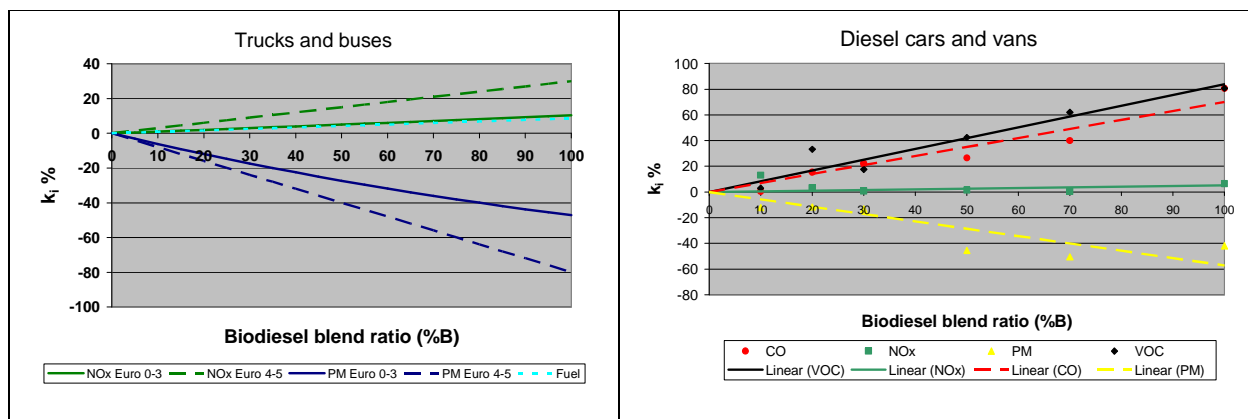 Trucks and buses
40
20
0
-20
-40
-60
-80
-100
0 10 20 30 40 50 60 70 80 90 100
k i %
Biodiesel blend ratio (%B)
NOx Euro 0-3 NOx Euro 4-5 PM Euro 0-3 PM Euro 4-5 Fuel
Diesel cars and vans
100
80
60
40
20
0
-20
-40
-60
-80
0 10 20 30 40 50 60 70 80 90 100
k i %
Biodiesel blend ratio (%B)
CO NOx PM VOC
Linear (VOC) Linear (NOx) Linear (CO) Linear (PM)